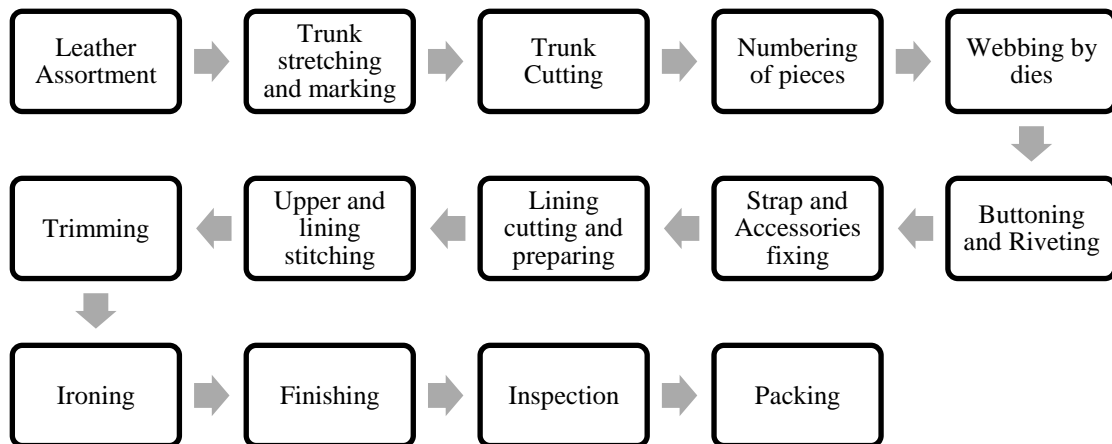 Leather
Assortment
Trunk
stretching
and marking
Trunk
Cutting
Numbering
of pieces
Webbing by
dies
Buttoning
and Riveting
Strap and
Accessories
fixing
Lining
cutting and
preparing
Upper and
lining
stitching
Trimming
Ironing
Finishing
Inspection
Packing